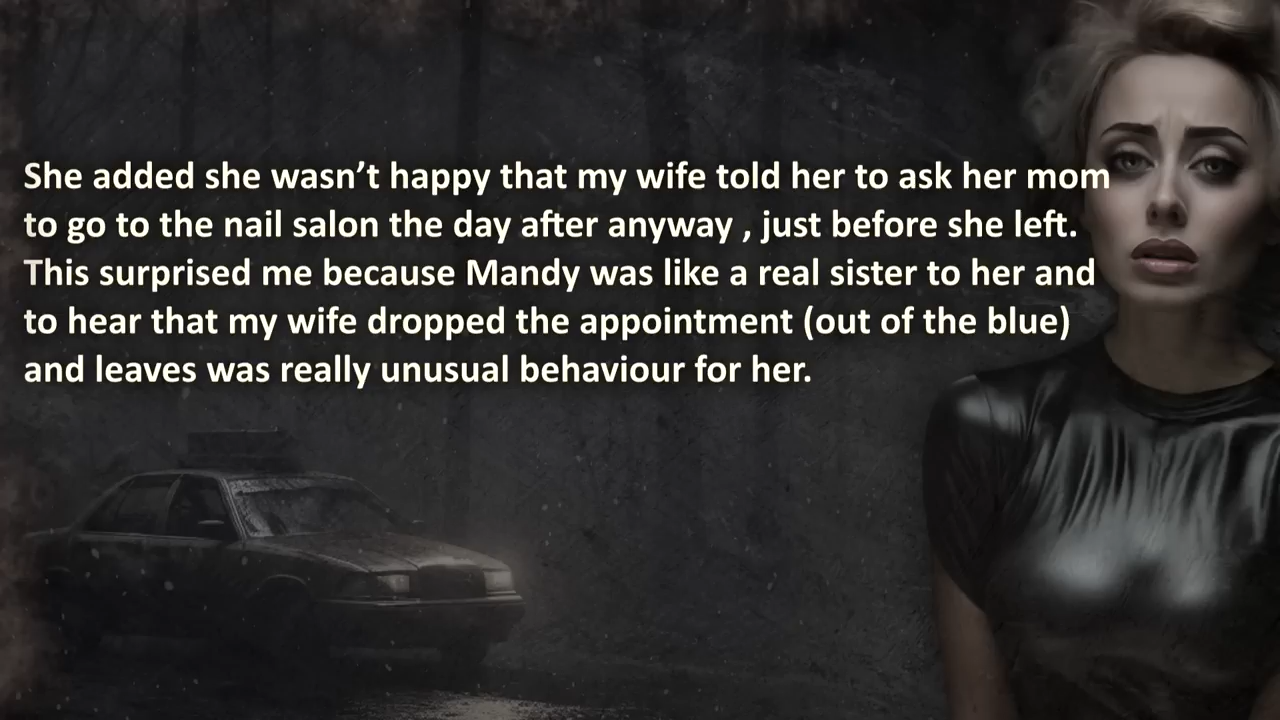 She added she wasn’t happy that my wife told her to ask her mom
to go to the nail salon the day after anyway , just before she left.
This surprised me because Mandy was like a real sister to her and
to hear that my wife dropped the appointment (out of the blue)
and leaves was really unusual behaviour for her.